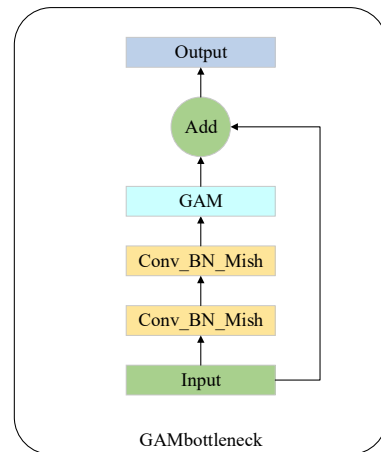 Output
Add
GAM
Conv_BN_Mish
Conv_BN_Mish
Input
GAMbottleneck